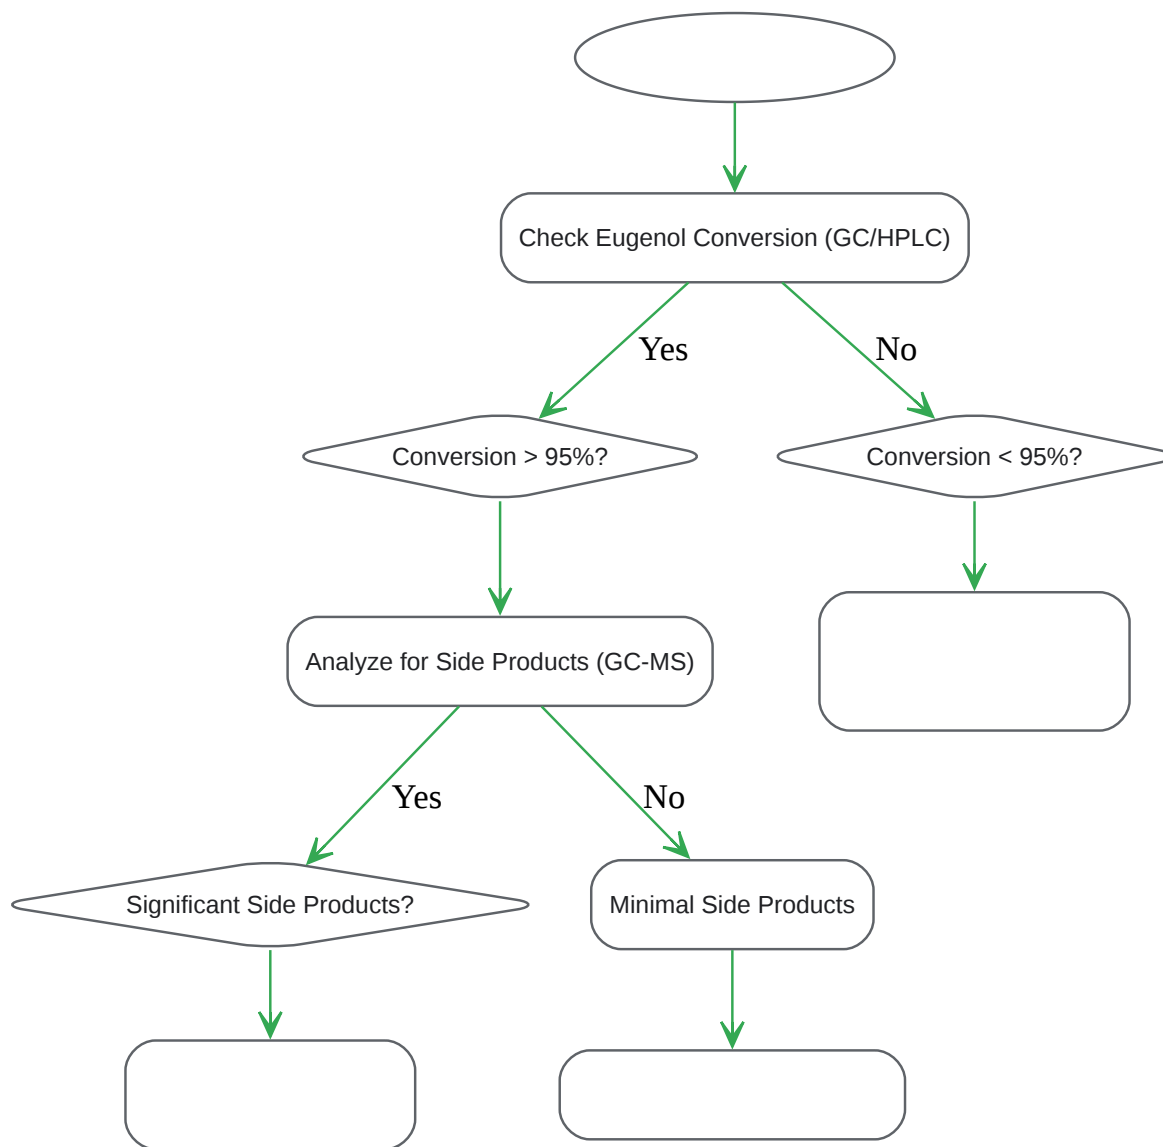 Check Eugenol Conversion (GC/HPLC)
Yes
No
Conversion > 95%?
Conversion < 95%?
Analyze for Side Products (GC-MS)
Yes
No
Significant Side Products?
Minimal Side Products